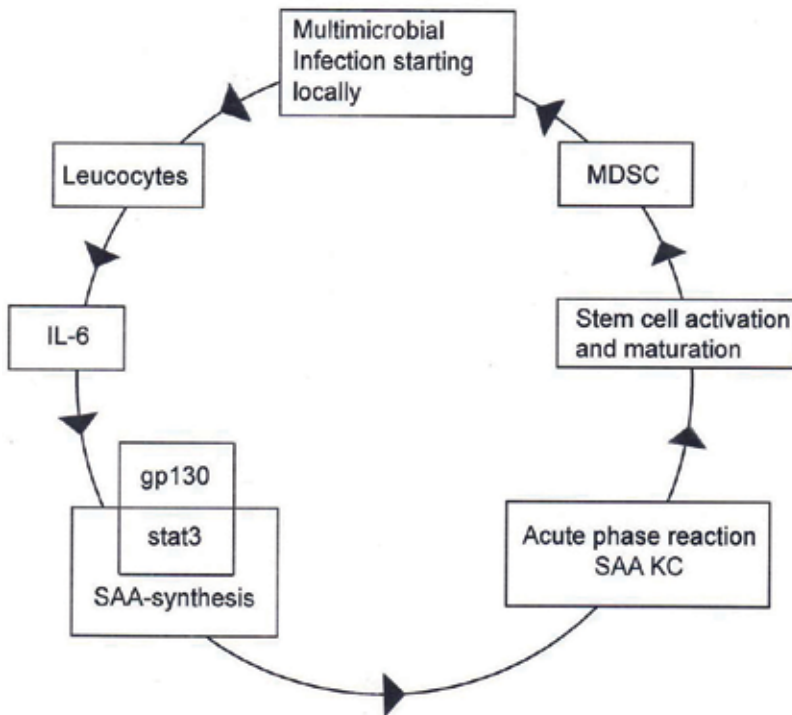 Multimicrobial
Infection starting
locally
Leucocytes
MDSC
IL-6
Stem cell activation
and maturation
gp130
stat3
SAA-synthesis
Acute phase reaction
SAA KC